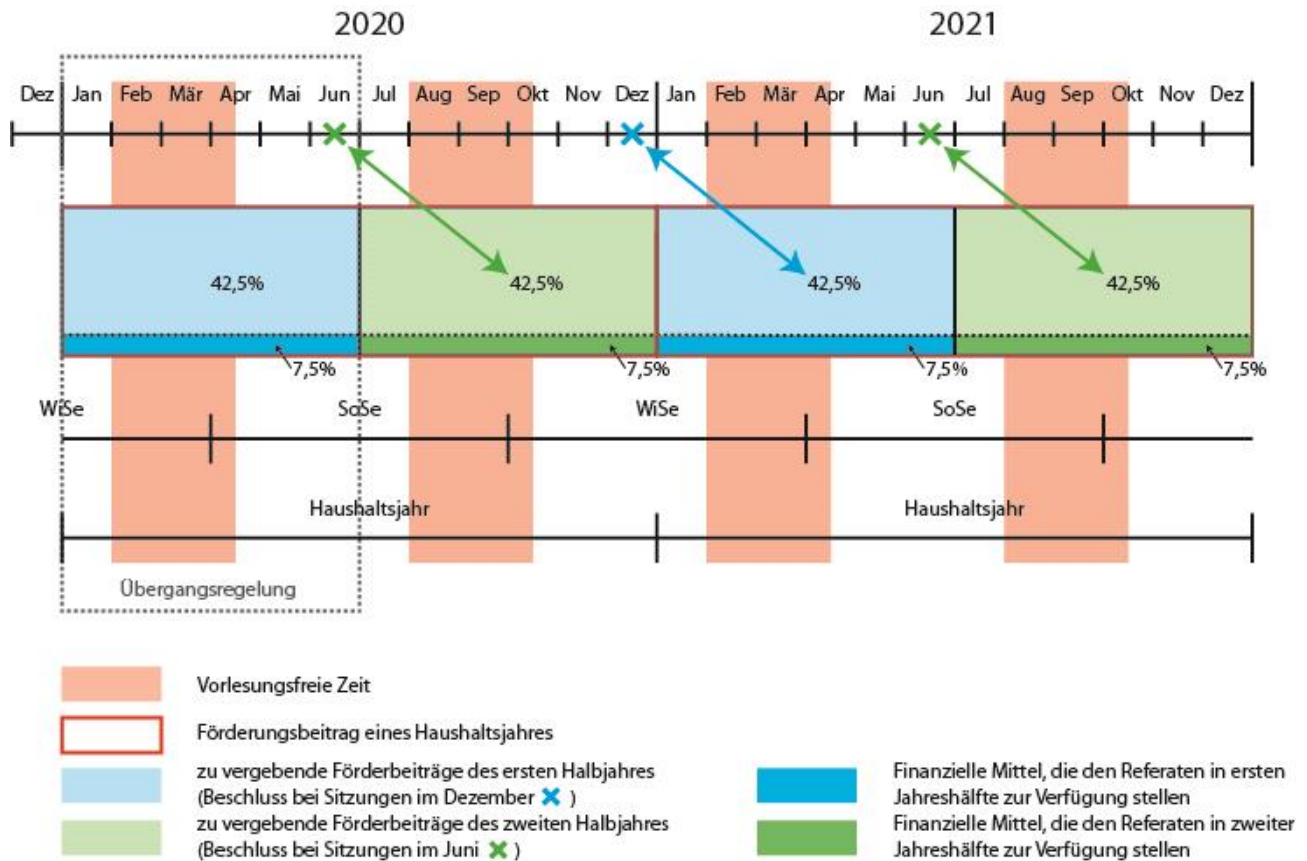 2020 2021
Dez Jan Feb Mär Apr Mai Jun Jul Aug Sep Okt Nov Dez Jan Feb Mär Apr Mai Jun Jul Aug Sep Okt Nov Dez
42,5% 42,5% 42,5% 42,5%
7,5% 7,5% 7,5% 7,5%
WiSe SoSe WiSe SoSe
Haushaltsjahr Haushaltsjahr
Übergangsregelung
Vorlesungsfreie Zeit
Förderungsbeitrag eines Haushaltsjahres
zu vergebende Förderbeiträge des ersten Halbjahres
(Beschluss bei Sitzungen im Dezember )
zu vergebende Förderbeiträge des zweiten Halbjahres
(Beschluss bei Sitzungen im Juni )
Finanzielle Mittel, die den Referaten in ersten
Jahreshälfte zur Verfügung stellen
Finanzielle Mittel, die den Referaten in zweiter
Jahreshälfte zur Verfügung stellen